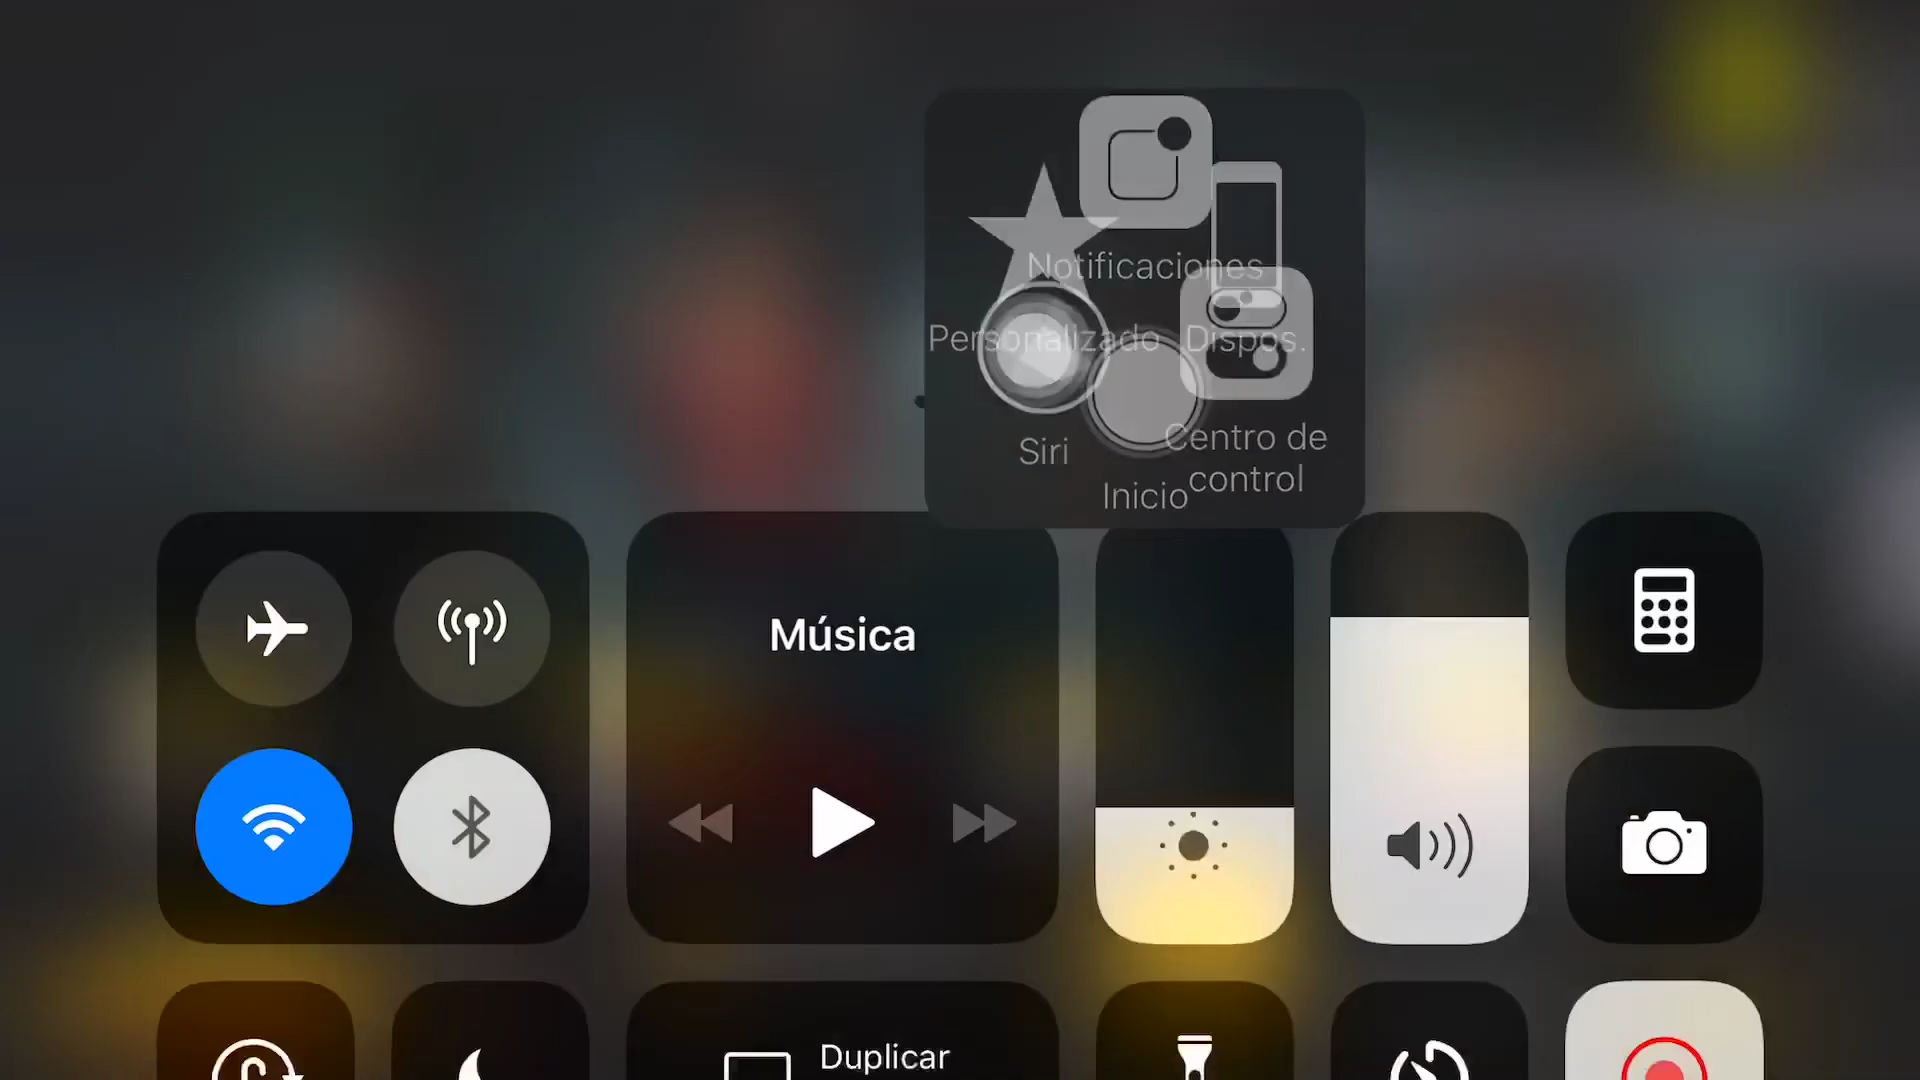 Notificaciones
Personalizado
Dispos.
Siri
Centro de
control
Inicio
Música
Duplicar